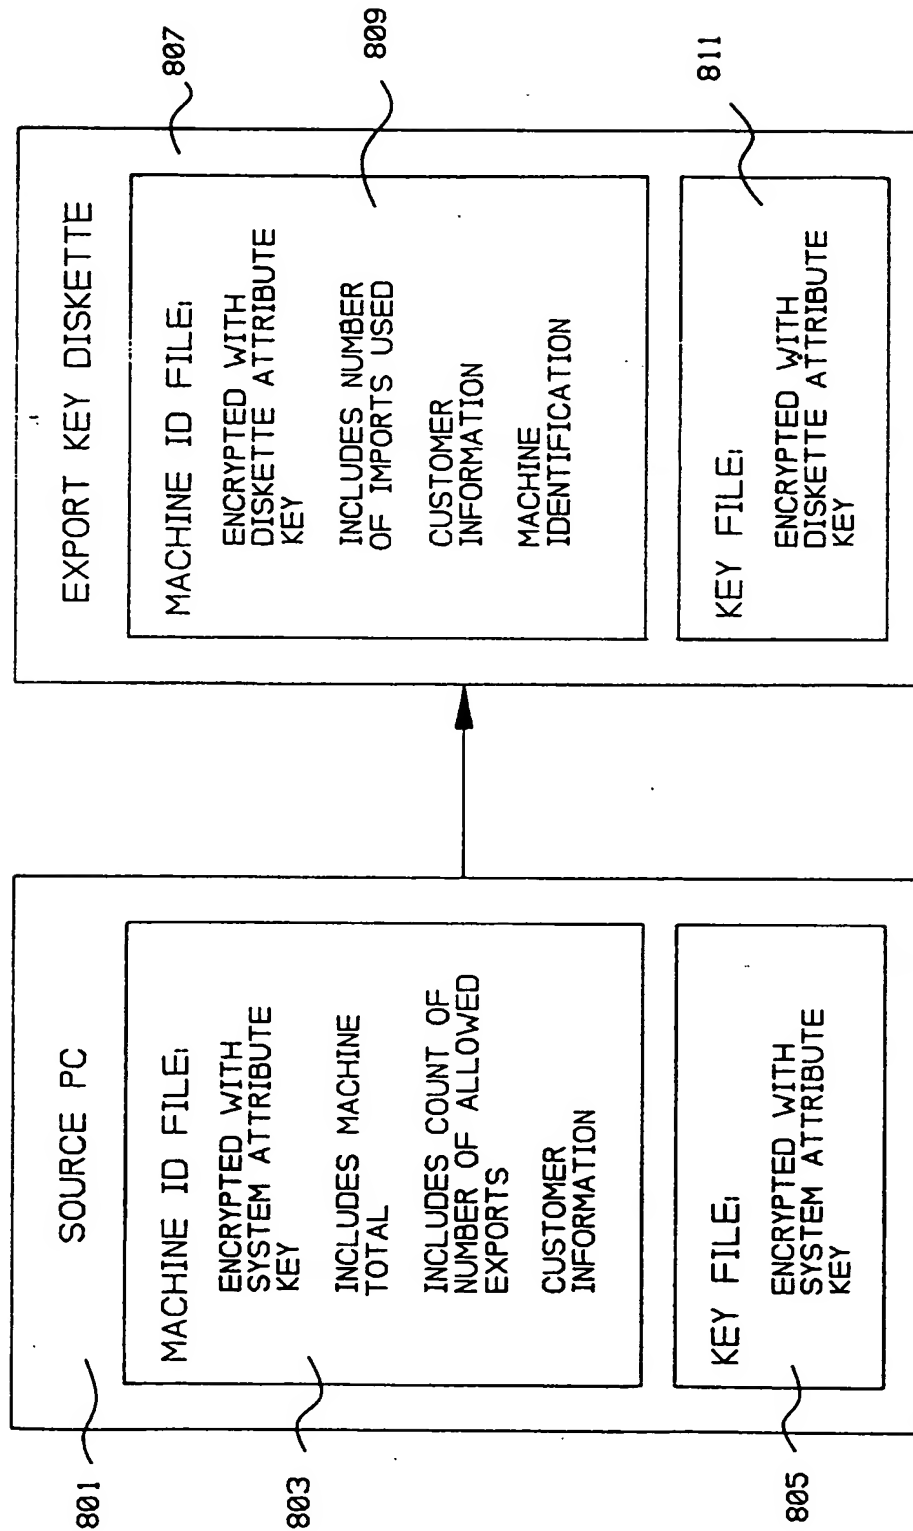 801
SOURCE PC
803
MACHINE ID FILE:
ENCRYPTED WITH
SYSTEM ATTRIBUTE
KEY
INCLUDES MACHINE
TOTAL
INCLUDES COUNT OF
NUMBER OF ALLOWED
EXPORTS
CUSTOMER
INFORMATION
805
KEY FILE:
ENCRYPTED WITH
SYSTEM ATTRIBUTE
KEY
EXPORT KEY DISKETTE
807
MACHINE ID FILE:
ENCRYPTED WITH
DISKETTE ATTRIBUTE
KEY
INCLUDES NUMBER
OF IMPORTS USED
CUSTOMER
INFORMATION
MACHINE
IDENTIFICATION
809
KEY FILE:
ENCRYPTED WITH
DISKETTE ATTRIBUTE
KEY
811